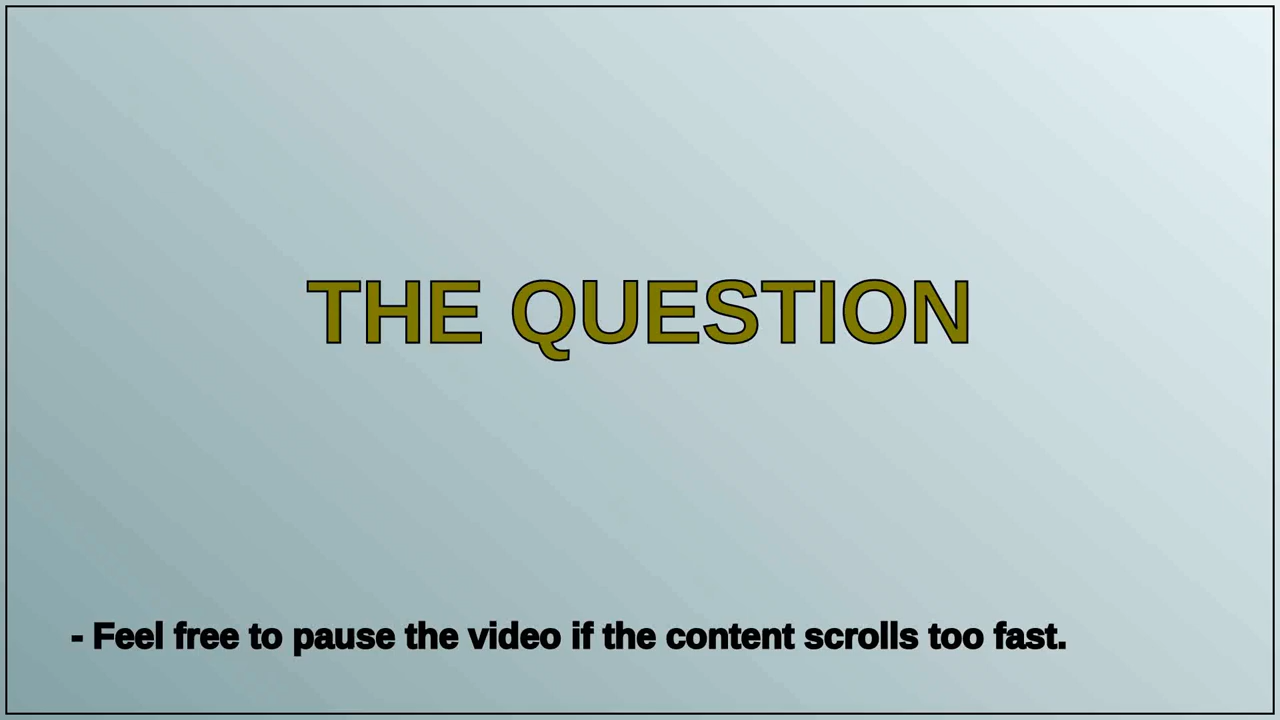 THE QUESTION
- Feel free to pause the video if the content scrolls too fast.